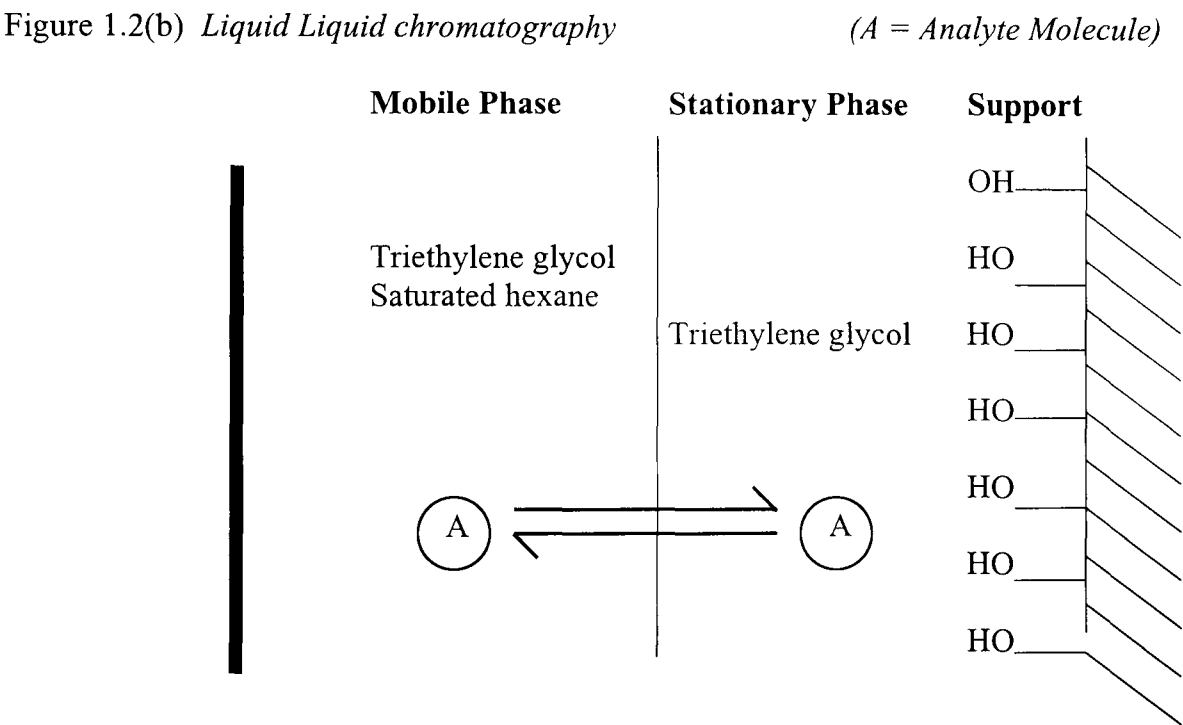 Figure 1.2(b) Liquid Liquid chromatography (A = Analyte Molecule)
Mobile Phase Stationary Phase Support
OH
Triethylene glycol HO
Saturated hexane
Triethylene glycol HO
HO
HO
A A
HO
HO